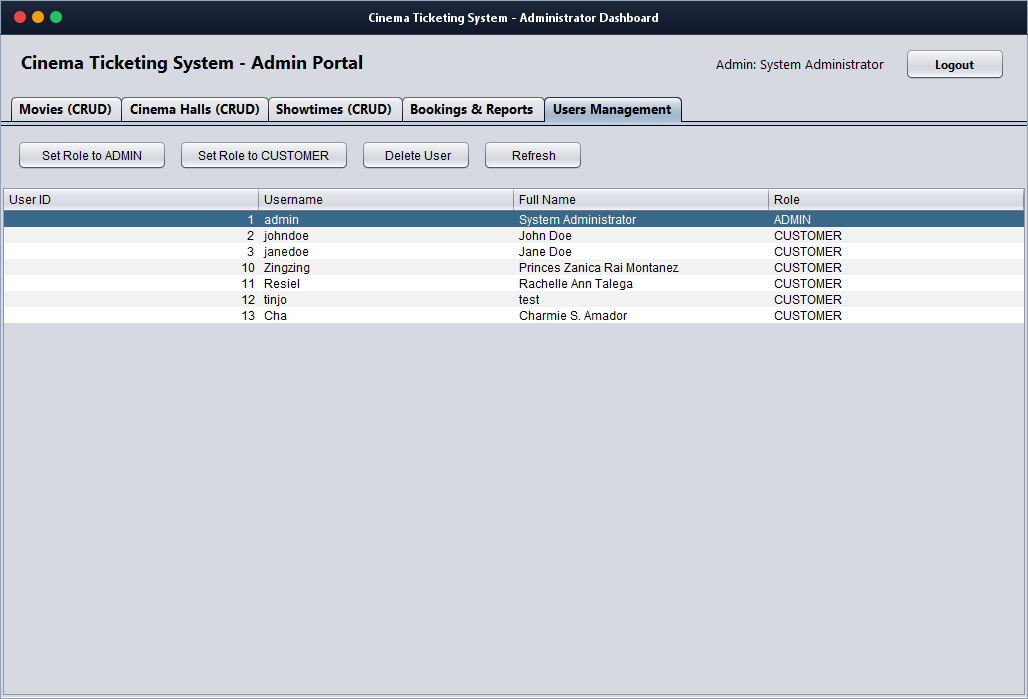 Cinema Ticketing System - Administrator Dashboard
Cinema Ticketing System - Admin Portal
Admin: System Administrator
Logout
Movies (CRUD) Cinema Halls (CRUD) Showtimes (CRUD) Bookings & Reports Users Management
Set Role to ADMIN Set Role to CUSTOMER Delete User Refresh
User ID Username Full Name Role
1 admin System Administrator ADMIN
2 johndoe John Doe CUSTOMER
3 janedoe Jane Doe CUSTOMER
10 Zingzing Princes Zanica Rai Montanez CUSTOMER
11 Resiel Rachelle Ann Talega CUSTOMER
12 tinjo test CUSTOMER
13 Cha Charmie S. Amador CUSTOMER